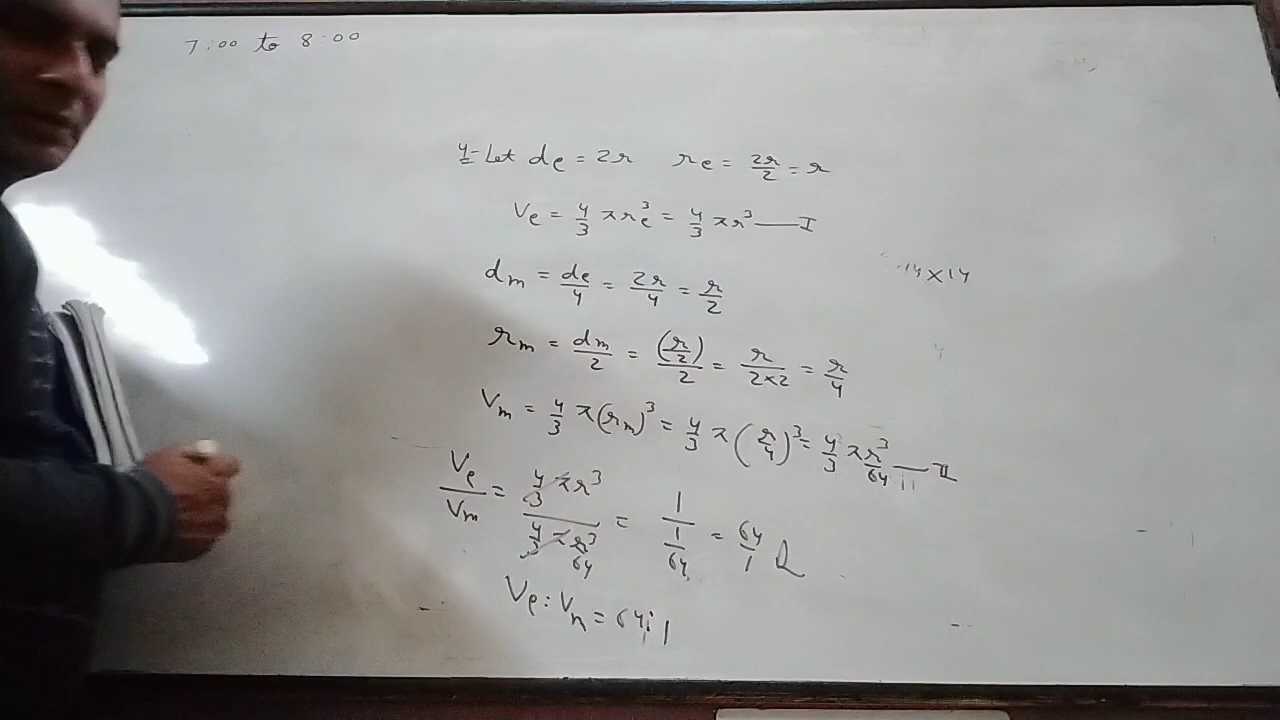 7:00 to 8:00
4- Let de = 2r re = 2r/2 = r
Ve = 4/3 πre³ = 4/3 πr³ — I
14×14
dm = de/4 = 2r/4 = r/2
rm = dm/2 = (r/2)/2 = r/2×2 = r/4
4
Vm = 4/3 π(rm)³ = 4/3 π(r/4)³ = 4/3 πr³/64 — II
Ve/Vm = (4/3 πr³)/(4/3 πr³/64) = 1/(1/64) = 64/1
Ve : Vn = 64 : 1